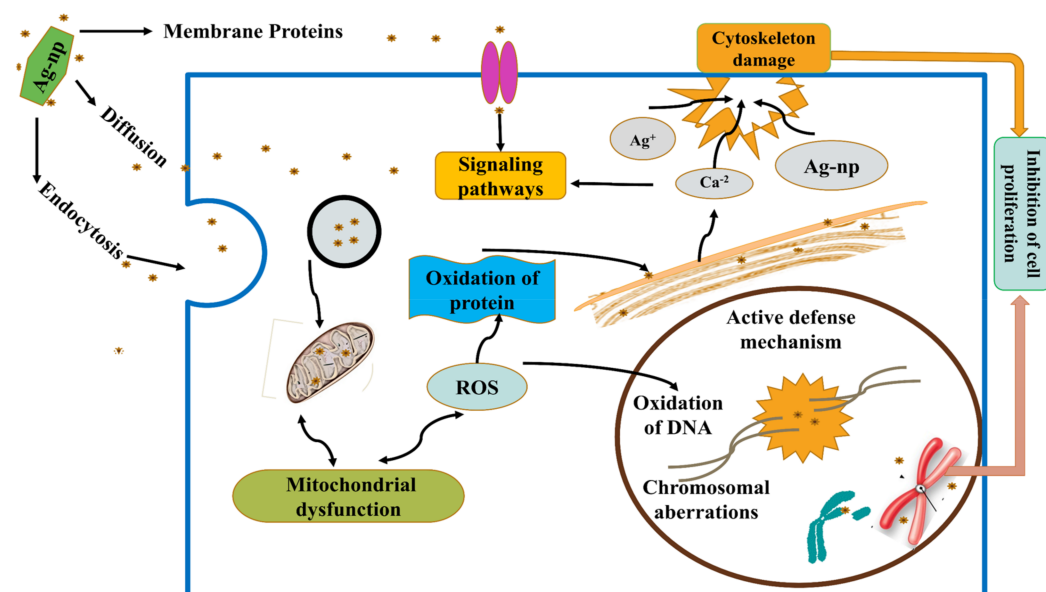 Ag-np
Membrane Proteins
Diffusion
Endocytosis
Cytoskeleton
damage
Ag+
Ag-np
Ca-2
Signaling
pathways
Inhibition of cell
proliferation
Oxidation of
protein
ROS
Mitochondrial
dysfunction
Active defense
mechanism
Oxidation
of DNA
Chromosomal
aberrations